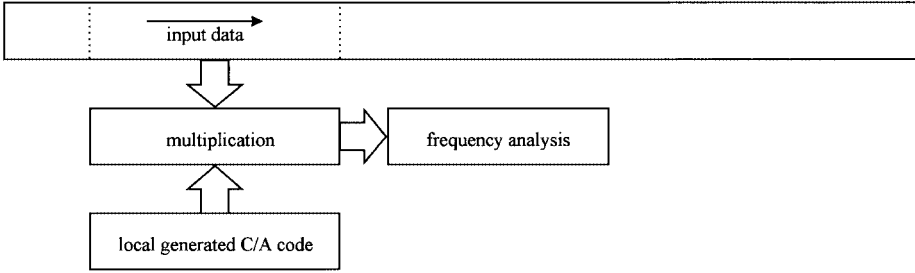 input data
multiplication
frequency analysis
local generated C/A code